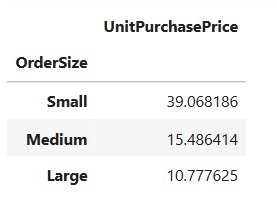 UnitPurchasePrice
OrderSize
Small 39.068186
Medium 15.486414
Large 10.777625